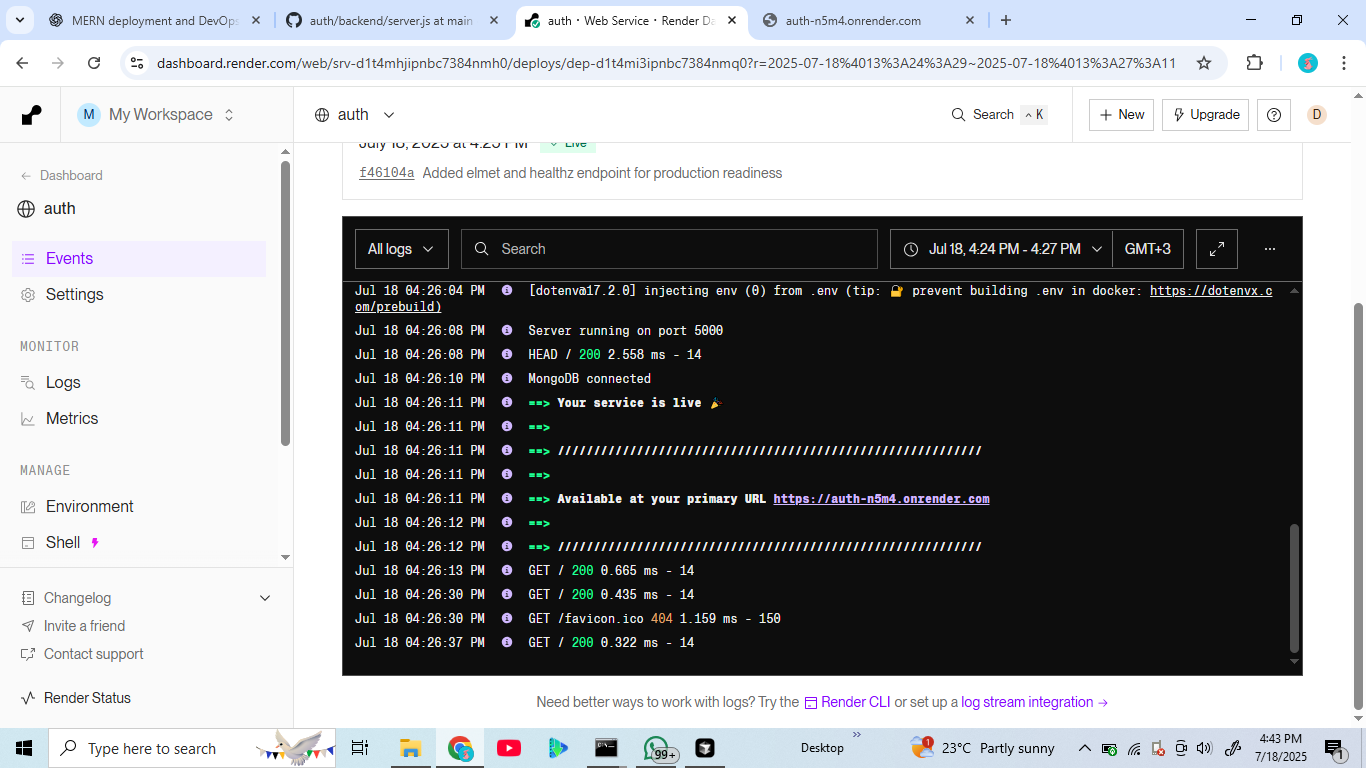 MERN deployment and DevOps
auth/backend/server.js at main
auth · Web Service · Render Da
auth-n5m4.onrender.com
dashboard.render.com/web/srv-d1t4mhjipnbc7384nmh0/deploys/dep-d1t4mi3ipnbc7384nmq0?r=2025-07-18%4013%3A24%3A29~2025-07-18%4013%3A27%3A11
M My Workspace
auth
Search ^ K
+ New
Upgrade
D
← Dashboard
auth
Events
Settings
MONITOR
Logs
Metrics
MANAGE
Environment
Shell
Changelog
Invite a friend
Contact support
Render Status
July 18, 2025 at 4:25 PM Live
f46104a Added elmet and healthz endpoint for production readiness
All logs
Search
Jul 18, 4:24 PM - 4:27 PM
GMT+3
Jul 18 04:26:04 PM [dotenv@17.2.0] injecting env (0) from .env (tip: 🔐 prevent building .env in docker: https://dotenvx.c
om/prebuild)
Jul 18 04:26:08 PM Server running on port 5000
Jul 18 04:26:08 PM HEAD / 200 2.558 ms - 14
Jul 18 04:26:10 PM MongoDB connected
Jul 18 04:26:11 PM ==> Your service is live 🎉
Jul 18 04:26:11 PM ==>
Jul 18 04:26:11 PM ==> ///////////////////////////////////////////////////////////
Jul 18 04:26:11 PM ==>
Jul 18 04:26:11 PM ==> Available at your primary URL https://auth-n5m4.onrender.com
Jul 18 04:26:12 PM ==>
Jul 18 04:26:12 PM ==> ///////////////////////////////////////////////////////////
Jul 18 04:26:13 PM GET / 200 0.665 ms - 14
Jul 18 04:26:30 PM GET / 200 0.435 ms - 14
Jul 18 04:26:30 PM GET /favicon.ico 404 1.159 ms - 150
Jul 18 04:26:37 PM GET / 200 0.322 ms - 14
Need better ways to work with logs? Try the Render CLI or set up a log stream integration →
Type here to search
99+
Desktop
1
23°C Partly sunny
4:43 PM
7/18/2025
1